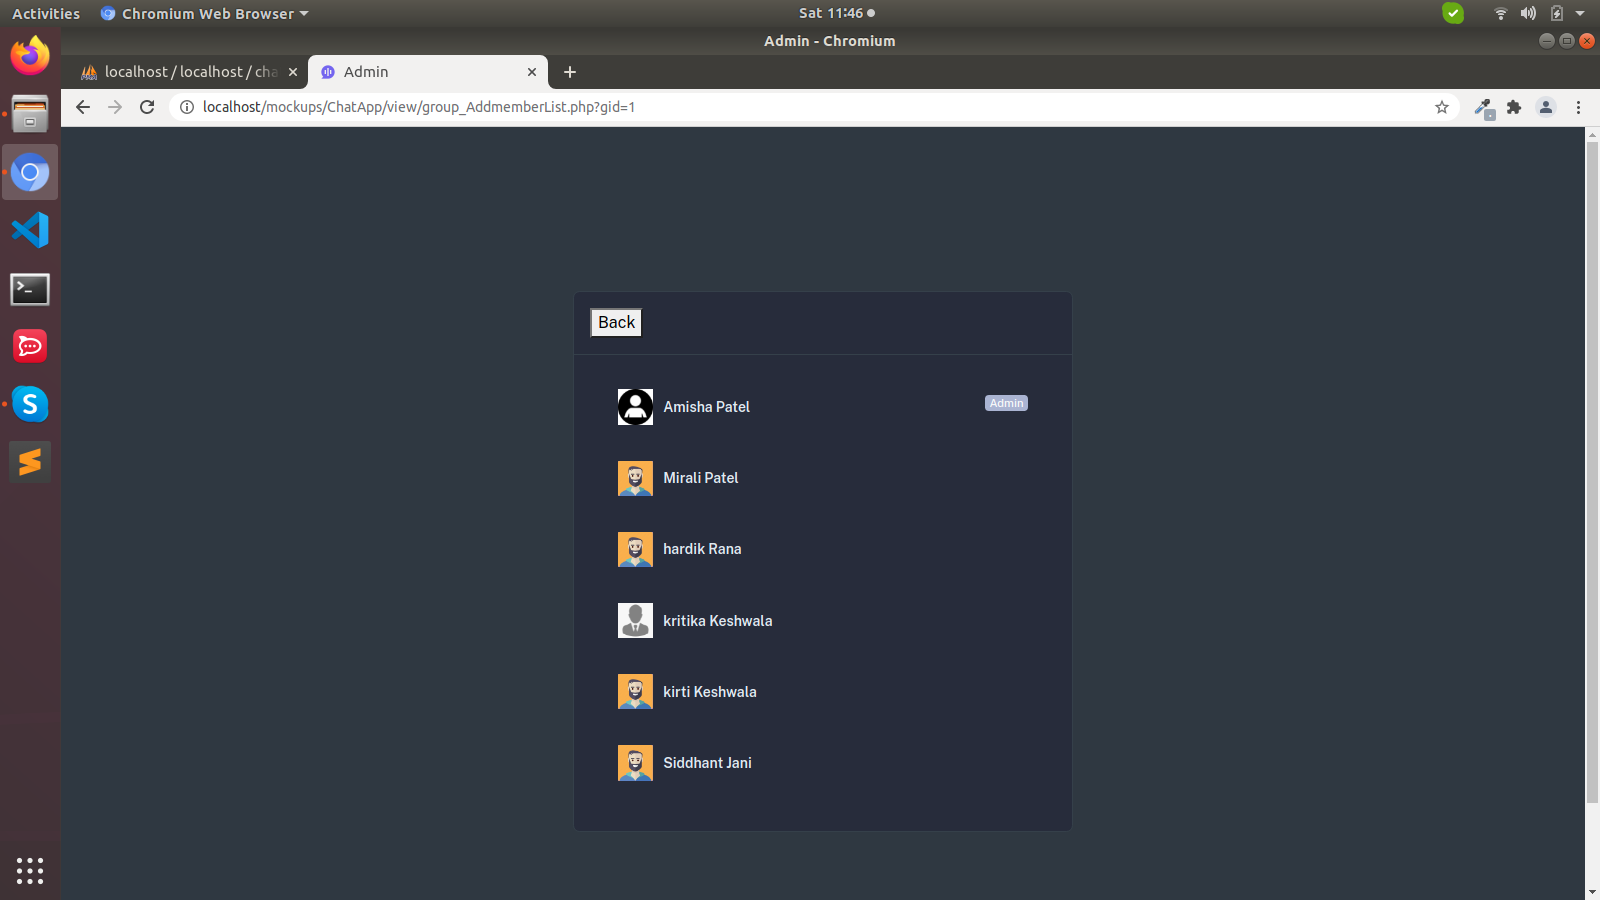 Activities Chromium Web Browser Sat 11:46
Admin - Chromium
localhost / localhost / cha Admin
localhost/mockups/ChatApp/view/group_AddmemberList.php?gid=1
Back
Amisha Patel Admin
Mirali Patel
hardik Rana
kritika Keshwala
kirti Keshwala
Siddhant Jani